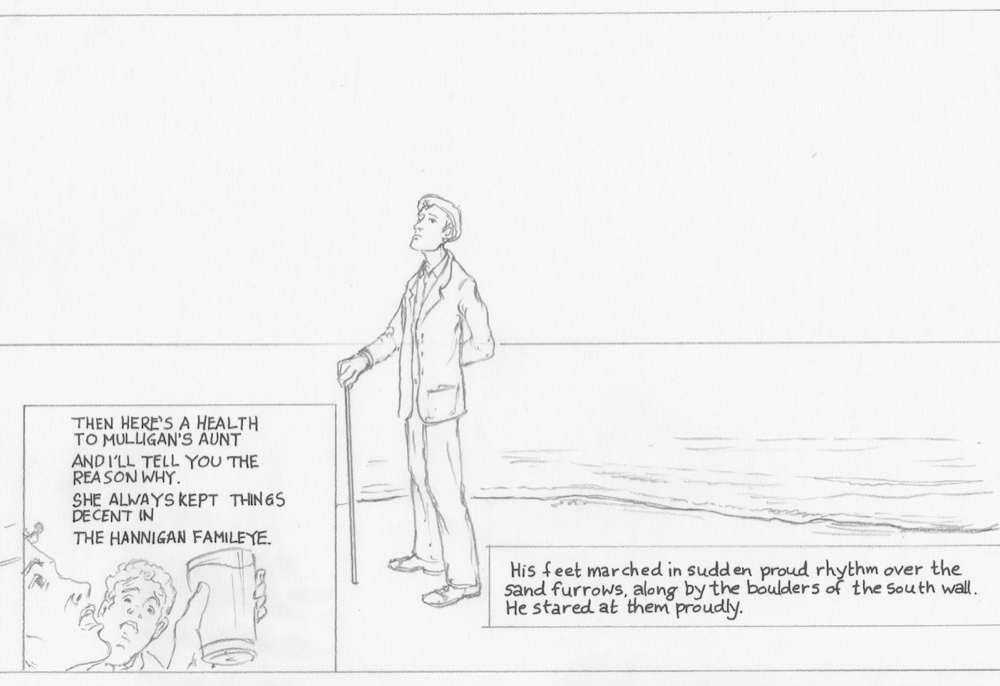 THEN HERE'S A HEALTH
TO MULLIGAN'S AUNT
AND I'LL TELL YOU THE
REASON WHY.
SHE ALWAYS KEPT THINGS
DECENT IN
THE HANNIGAN FAMILEYE.
His feet marched in sudden proud rhythm over the
sand furrows, along by the boulders of the south wall.
He stared at them proudly.